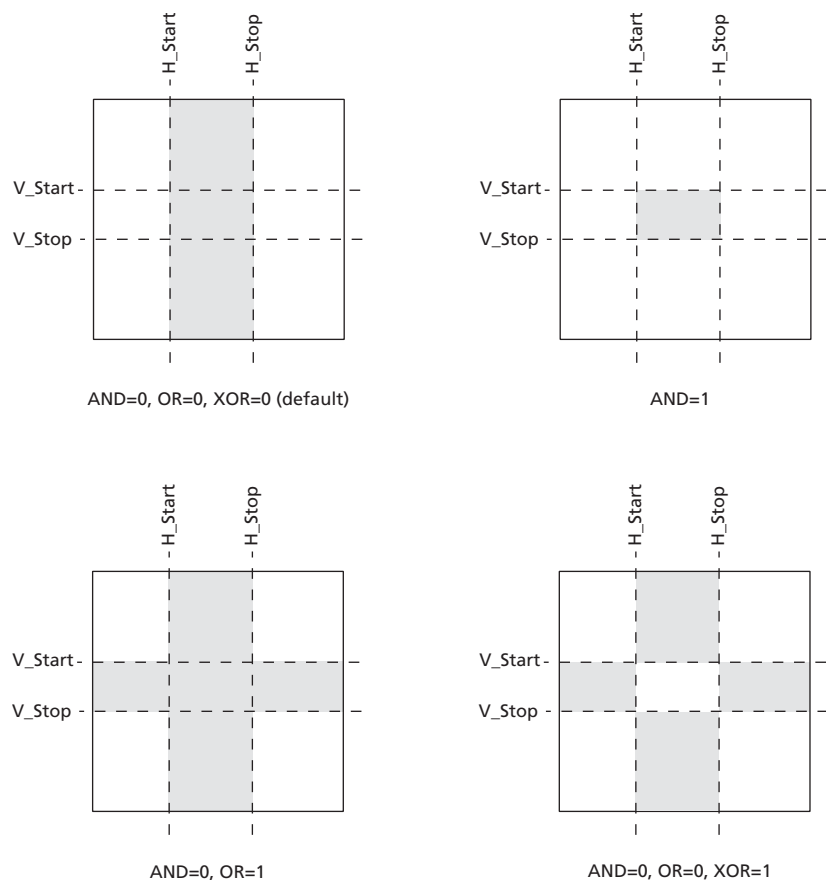 H_Start
H_Stop
V_Start
V_Stop
AND=0, OR=0, XOR=0 (default)
H_Start
H_Stop
V_Start
V_Stop
AND=1
H_Start
H_Stop
V_Start
V_Stop
AND=0, OR=1
H_Start
H_Stop
V_Start
V_Stop
AND=0, OR=0, XOR=1